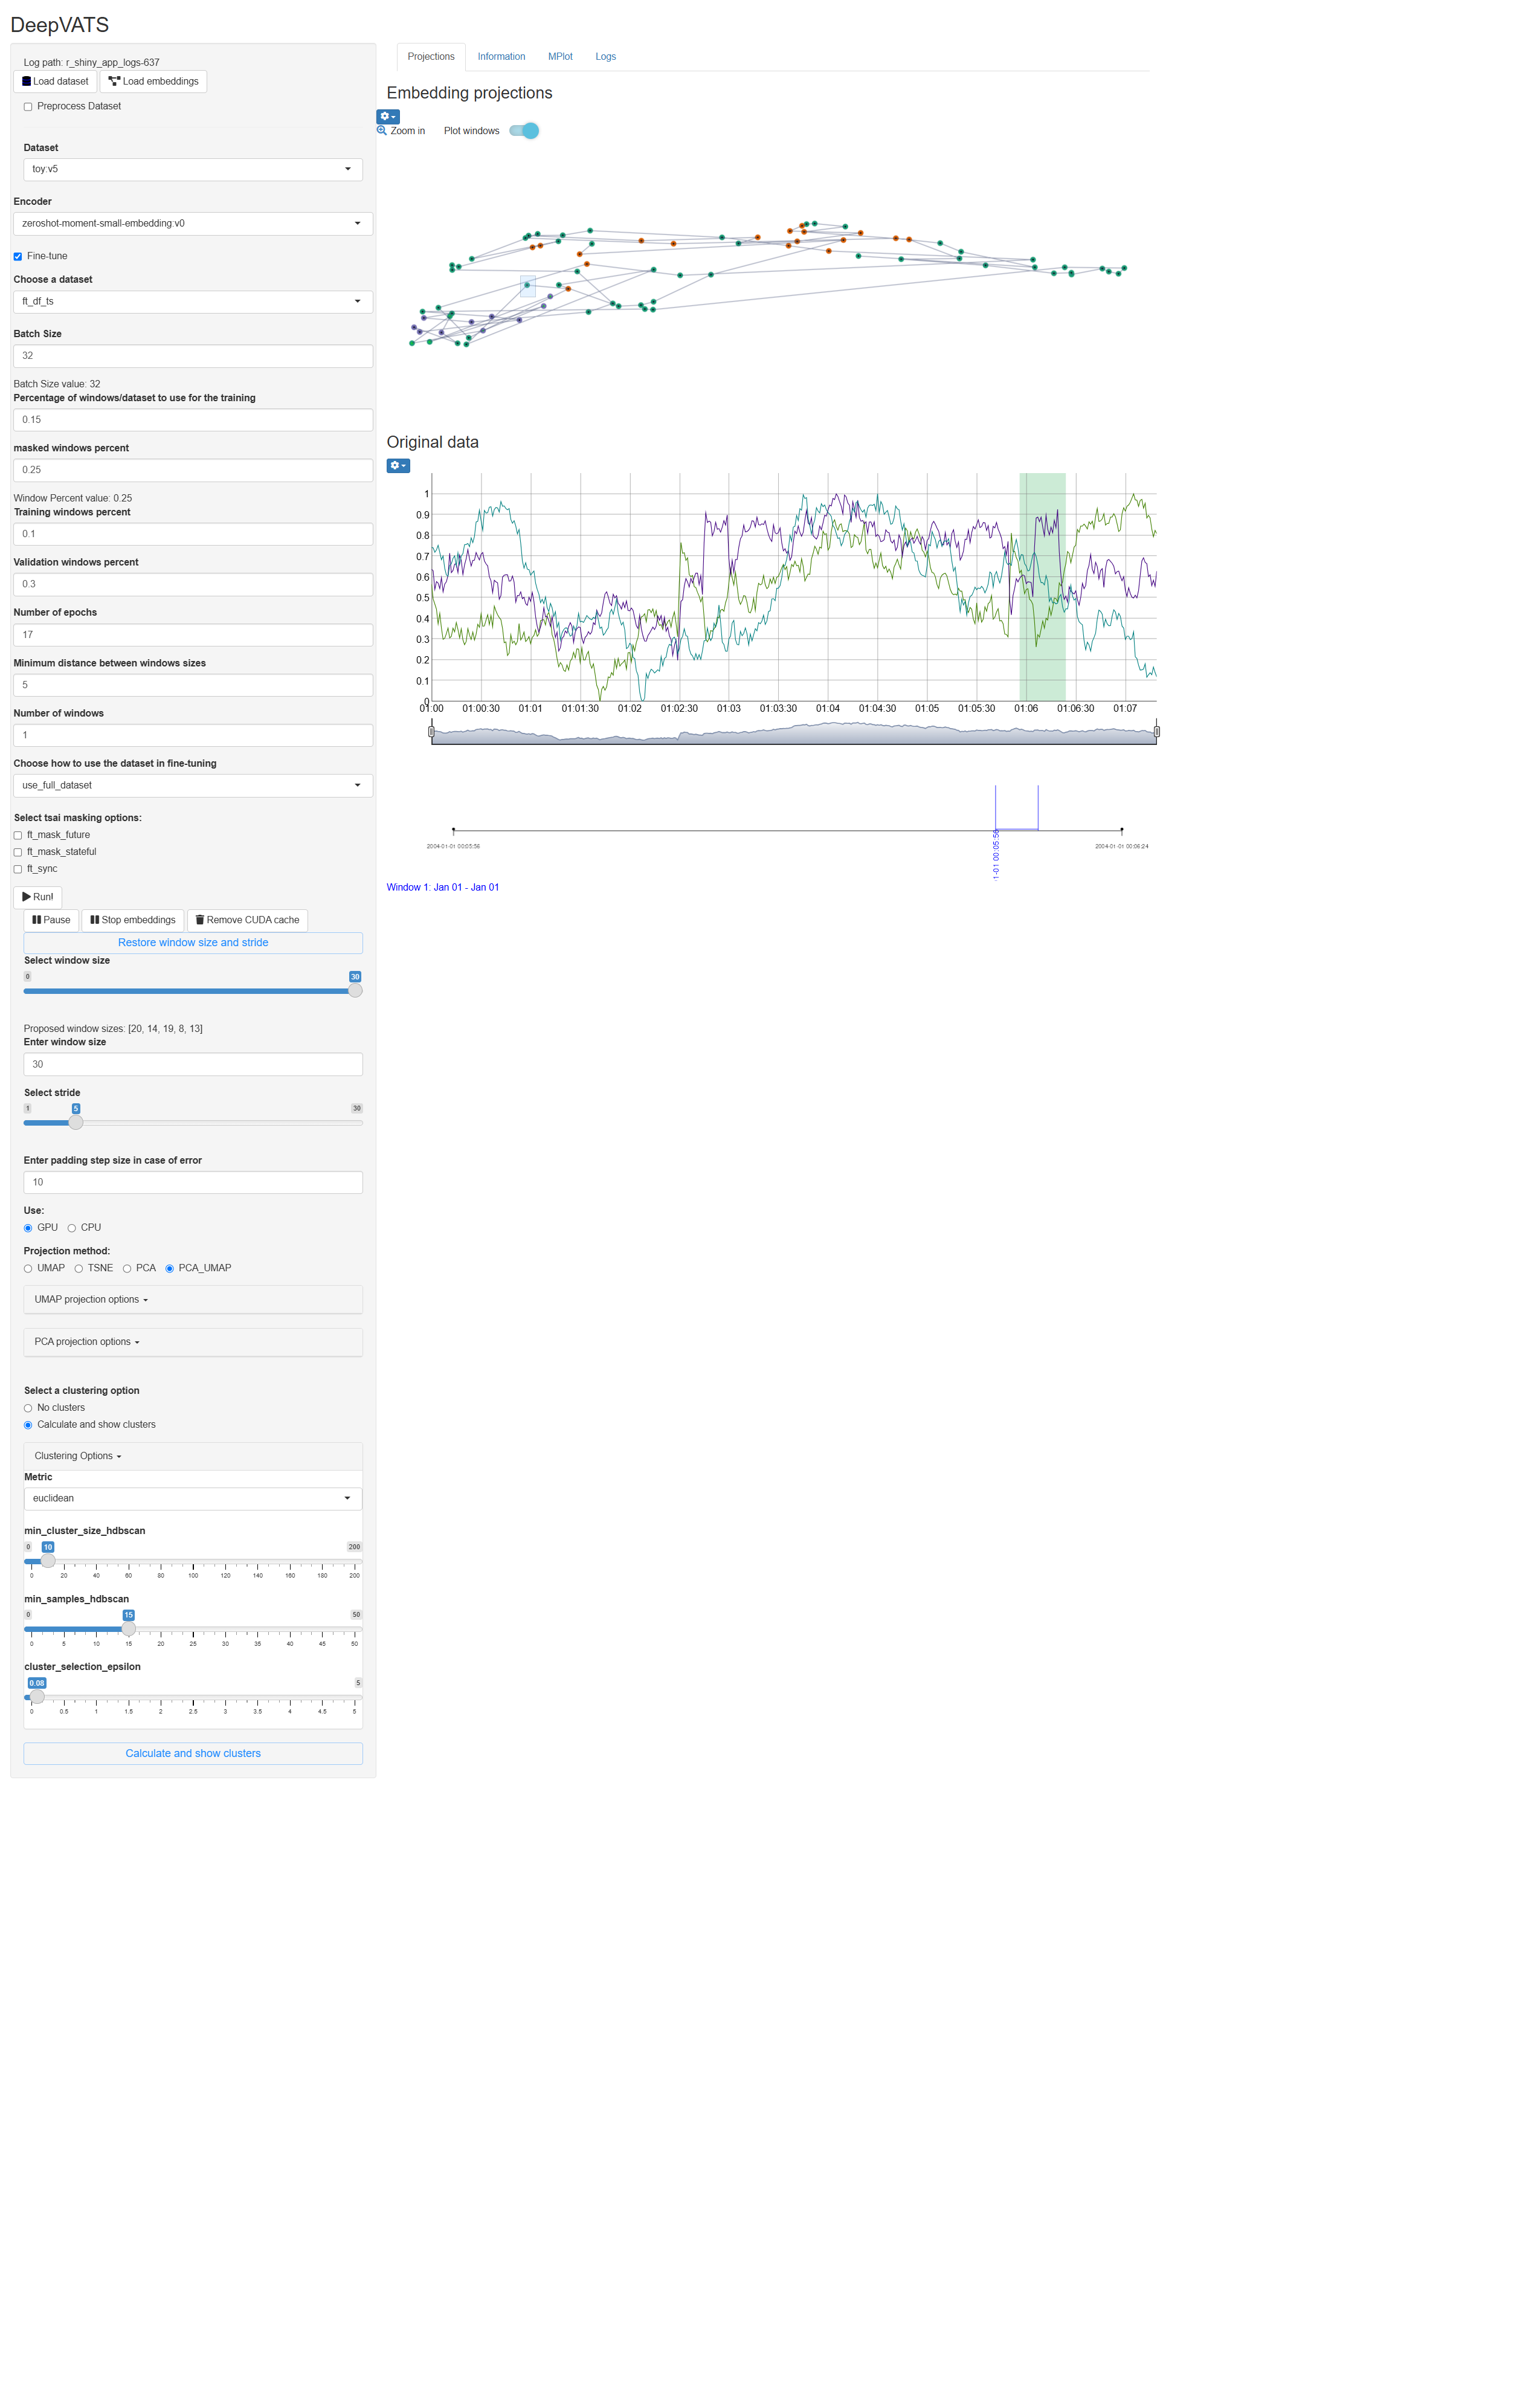 DeepVATS
Log path: r_shiny_app_logs-637
Load dataset Load embeddings
Preprocess Dataset
Dataset
toy:v5
Encoder
zeroshot-moment-small-embedding:v0
Fine-tune
Choose a dataset
ft_df_ts
Batch Size
32
Batch Size value: 32
Percentage of windows/dataset to use for the training
0.15
masked windows percent
0.25
Window Percent value: 0.25
Training windows percent
0.1
Validation windows percent
0.3
Number of epochs
17
Minimum distance between windows sizes
5
Number of windows
1
Choose how to use the dataset in fine-tuning
use_full_dataset
Select tsai masking options:
ft_mask_future
ft_mask_stateful
ft_sync
Run!
Pause Stop embeddings Remove CUDA cache
Restore window size and stride
Select window size
0 30
Proposed window sizes: [20, 14, 19, 8, 13]
Enter window size
30
Select stride
1 5 30
Enter padding step size in case of error
10
Use:
GPU CPU
Projection method:
UMAP TSNE PCA PCA_UMAP
UMAP projection options
PCA projection options
Select a clustering option
No clusters
Calculate and show clusters
Clustering Options
Metric
euclidean
min_cluster_size_hdbscan
0 10 200
0 20 40 60 80 100 120 140 160 180 200
min_samples_hdbscan
0 15 50
0 5 10 15 20 25 30 35 40 45 50
cluster_selection_epsilon
0.08 5
0 0.5 1 1.5 2 2.5 3 3.5 4 4.5 5
Calculate and show clusters
Projections Information MPlot Logs
Embedding projections
Zoom in Plot windows
Original data
1
0.9
0.8
0.7
0.6
0.5
0.4
0.3
0.2
0.1
0
01:00 01:00:30 01:01 01:01:30 01:02 01:02:30 01:03 01:03:30 01:04 01:04:30 01:05 01:05:30 01:06 01:06:30 01:07
1-01 00:05:56
2004-01-01 00:05:56 2004-01-01 00:06:24
Window 1: Jan 01 - Jan 01